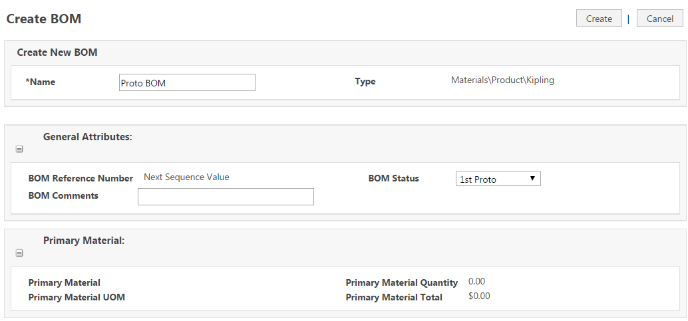 Create BOM
Create | Cancel
Create New BOM
*Name Proto BOM Type Materials\Product\Kipling
General Attributes:
BOM Reference Number Next Sequence Value BOM Status 1st Proto
BOM Comments
Primary Material:
Primary Material Primary Material Quantity 0.00
Primary Material UOM Primary Material Total $0.00